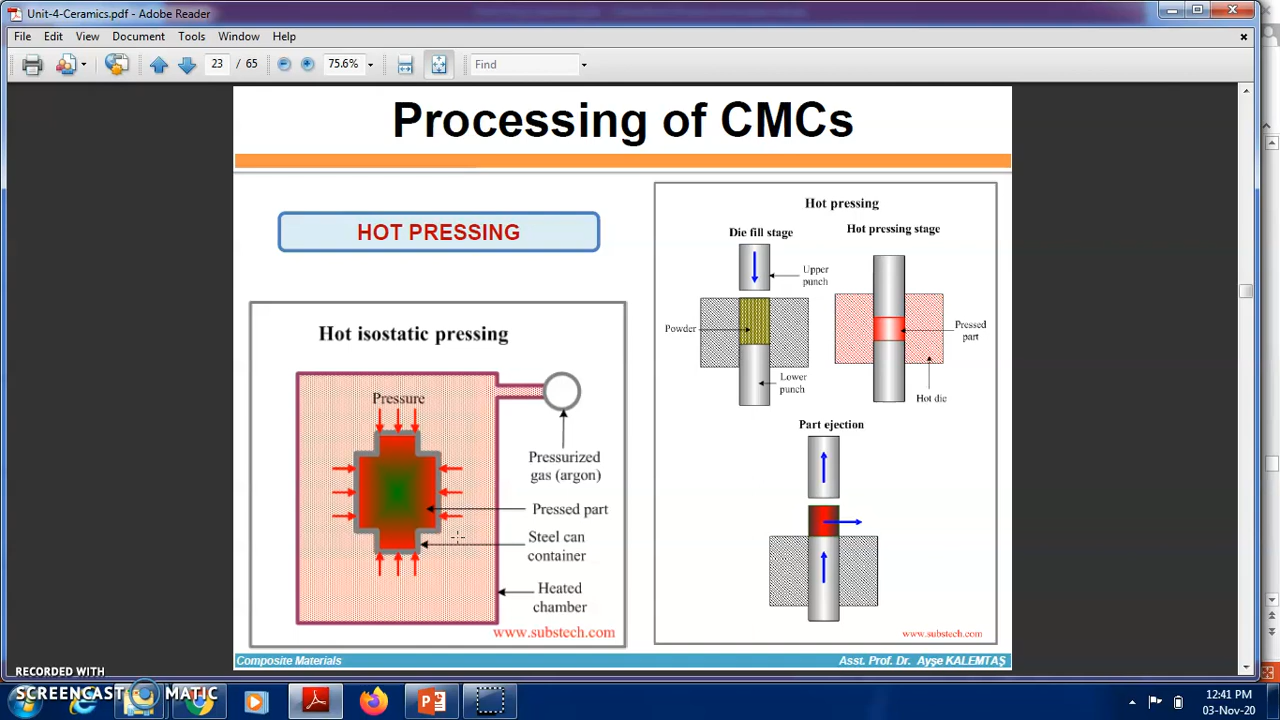 Unit-4-Ceramics.pdf - Adobe Reader
File Edit View Document Tools Window Help
23 / 65 75.6% Find
Processing of CMCs
HOT PRESSING
Hot isostatic pressing
Pressure
Pressurized
gas (argon)
Pressed part
Steel can
container
Heated
chamber
www.substech.com
Hot pressing
Die fill stage
Hot pressing stage
Upper
punch
Powder
Lower
punch
Pressed
part
Hot die
Part ejection
www.substech.com
Composite Materials
Asst. Prof. Dr. Ayşe KALEMTAŞ
RECORDED WITH
SCREENCAST MATIC
12:41 PM
03-Nov-20